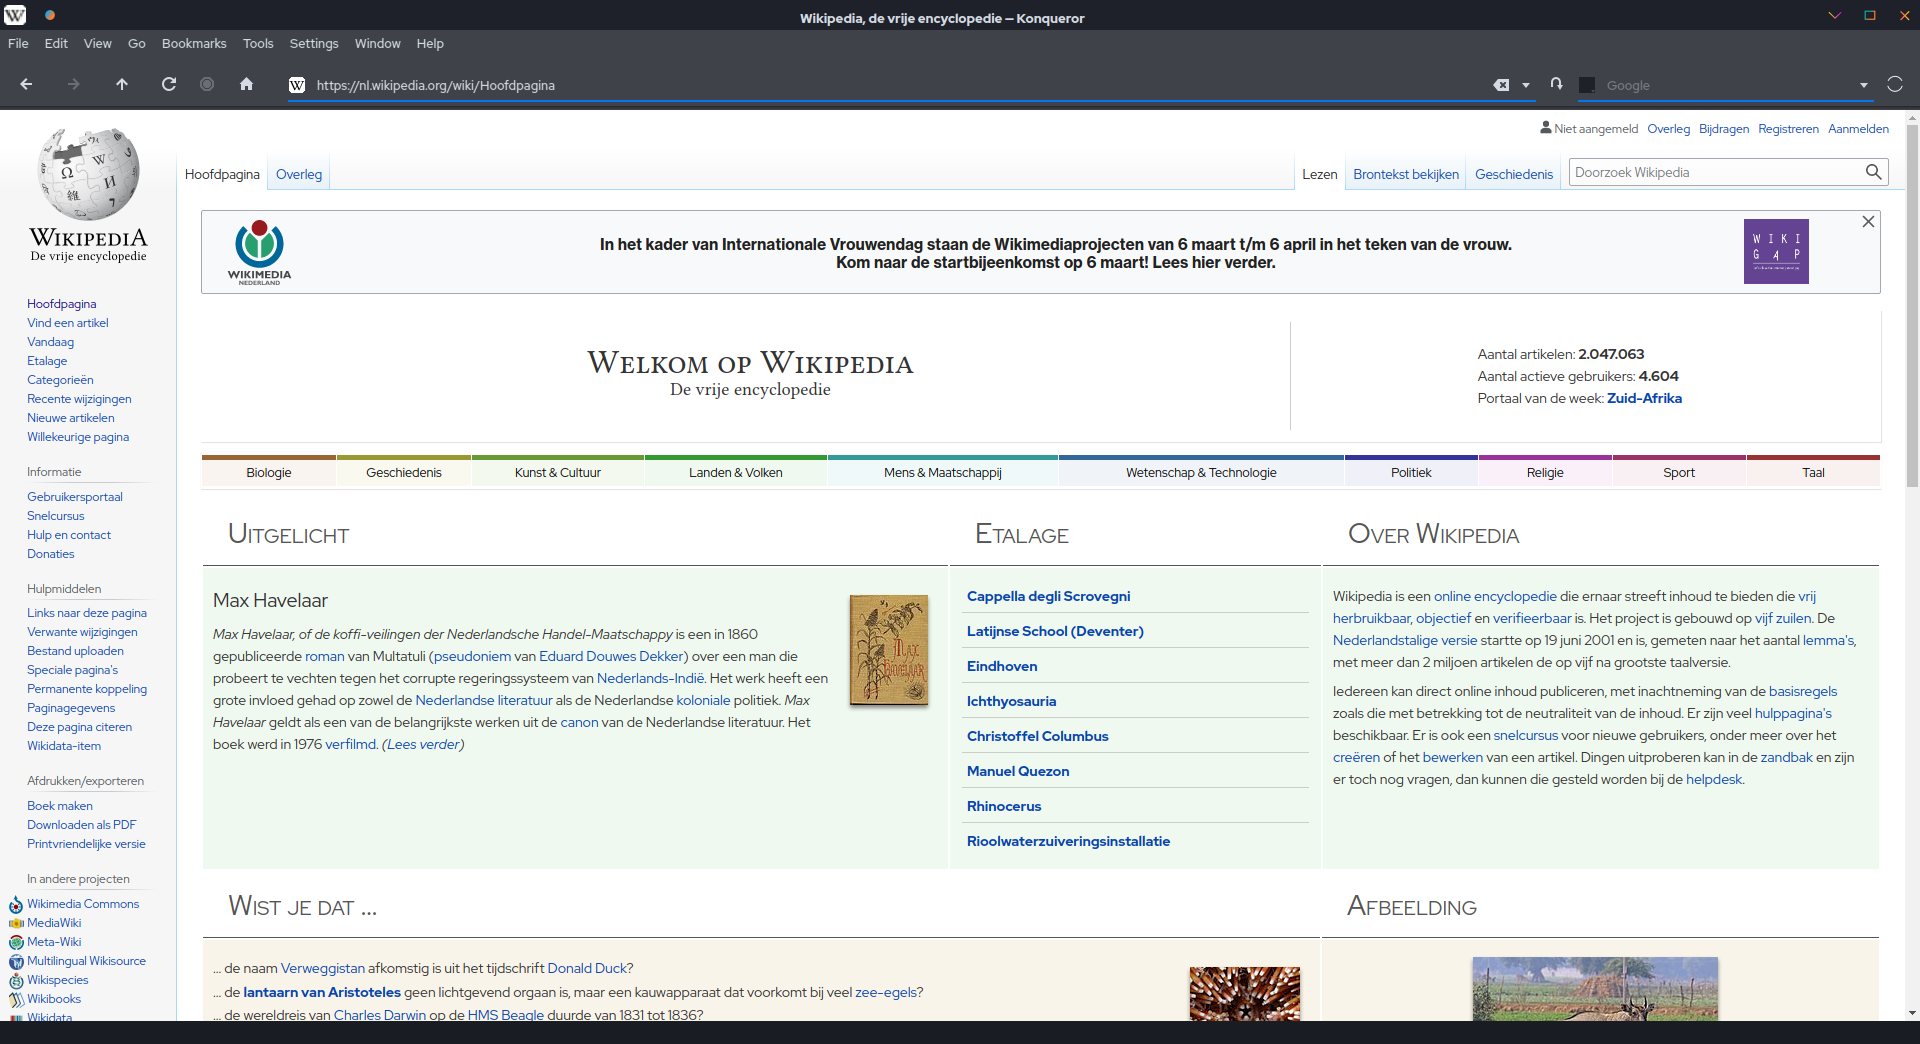 Wikipedia, de vrije encyclopedie – Konqueror
File Edit View Go Bookmarks Tools Settings Window Help
https://nl.wikipedia.org/wiki/Hoofdpagina
Google
Niet aangemeld Overleg Bijdragen Registreren Aanmelden
Hoofdpagina Overleg
Lezen Brontekst bekijken Geschiedenis Doorzoek Wikipedia
WIKIPEDIA
De vrije encyclopedie
Hoofdpagina
Vind een artikel
Vandaag
Etalage
Categorieën
Recente wijzigingen
Nieuwe artikelen
Willekeurige pagina
Informatie
Gebruikersportaal
Snelcursus
Hulp en contact
Donaties
Hulpmiddelen
Links naar deze pagina
Verwante wijzigingen
Bestand uploaden
Speciale pagina's
Permanente koppeling
Paginagegevens
Deze pagina citeren
Wikidata-item
Afdrukken/exporteren
Boek maken
Downloaden als PDF
Printvriendelijke versie
In andere projecten
Wikimedia Commons
MediaWiki
Meta-Wiki
Multilingual Wikisource
Wikispecies
Wikibooks
Wikidata
WIKIMEDIA
NEDERLAND
In het kader van Internationale Vrouwendag staan de Wikimediaprojecten van 6 maart t/m 6 april in het teken van de vrouw.
Kom naar de startbijeenkomst op 6 maart! Lees hier verder.
WIKI
GAP
Welkom op Wikipedia
De vrije encyclopedie
Aantal artikelen: 2.047.063
Aantal actieve gebruikers: 4.604
Portaal van de week: Zuid-Afrika
Biologie Geschiedenis Kunst & Cultuur Landen & Volken Mens & Maatschappij Wetenschap & Technologie Politiek Religie Sport Taal
Uitgelicht
Max Havelaar
Max Havelaar, of de koffi-veilingen der Nederlandsche Handel-Maatschappy is een in 1860
gepubliceerde roman van Multatuli (pseudoniem van Eduard Douwes Dekker) over een man die
probeert te vechten tegen het corrupte regeringssysteem van Nederlands-Indië. Het werk heeft een
grote invloed gehad op zowel de Nederlandse literatuur als de Nederlandse koloniale politiek. Max
Havelaar geldt als een van de belangrijkste werken uit de canon van de Nederlandse literatuur. Het
boek werd in 1976 verfilmd. (Lees verder)
MAX
HAVELAAR
Etalage
Cappella degli Scrovegni
Latijnse School (Deventer)
Eindhoven
Ichthyosauria
Christoffel Columbus
Manuel Quezon
Rhinocerus
Rioolwaterzuiveringsinstallatie
Over Wikipedia
Wikipedia is een online encyclopedie die ernaar streeft inhoud te bieden die vrij
herbruikbaar, objectief en verifieerbaar is. Het project is gebouwd op vijf zuilen. De
Nederlandstalige versie startte op 19 juni 2001 en is, gemeten naar het aantal lemma's,
met meer dan 2 miljoen artikelen de op vijf na grootste taalversie.
Iedereen kan direct online inhoud publiceren, met inachtneming van de basisregels
zoals die met betrekking tot de neutraliteit van de inhoud. Er zijn veel hulppagina's
beschikbaar. Er is ook een snelcursus voor nieuwe gebruikers, onder meer over het
creëren of het bewerken van een artikel. Dingen uitproberen kan in de zandbak en zijn
er toch nog vragen, dan kunnen die gesteld worden bij de helpdesk.
Wist je dat ...
... de naam Verweggistan afkomstig is uit het tijdschrift Donald Duck?
... de lantaarn van Aristoteles geen lichtgevend orgaan is, maar een kauwapparaat dat voorkomt bij veel zee-egels?
... de wereldreis van Charles Darwin op de HMS Beagle duurde van 1831 tot 1836?
Afbeelding